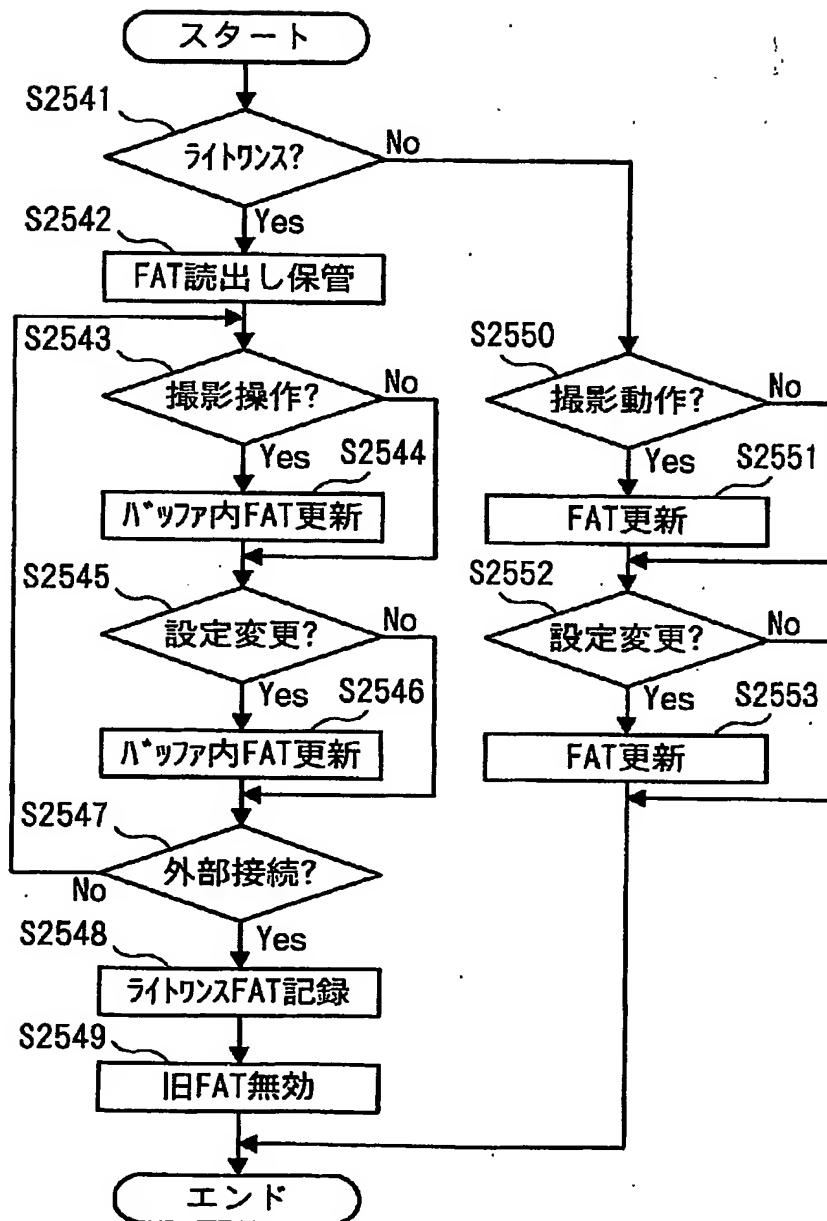 スタート
S2541
ライトワンス?
No
Yes
S2542
FAT読出し保管
S2543
撮影操作?
No
Yes
S2544
バッファ内FAT更新
S2545
設定変更?
No
Yes
S2546
バッファ内FAT更新
S2547
外部接続?
No
Yes
S2548
ライトワンスFAT記録
S2549
旧FAT無効
S2550
撮影動作?
No
Yes
S2551
FAT更新
S2552
設定変更?
No
Yes
S2553
FAT更新
エンド